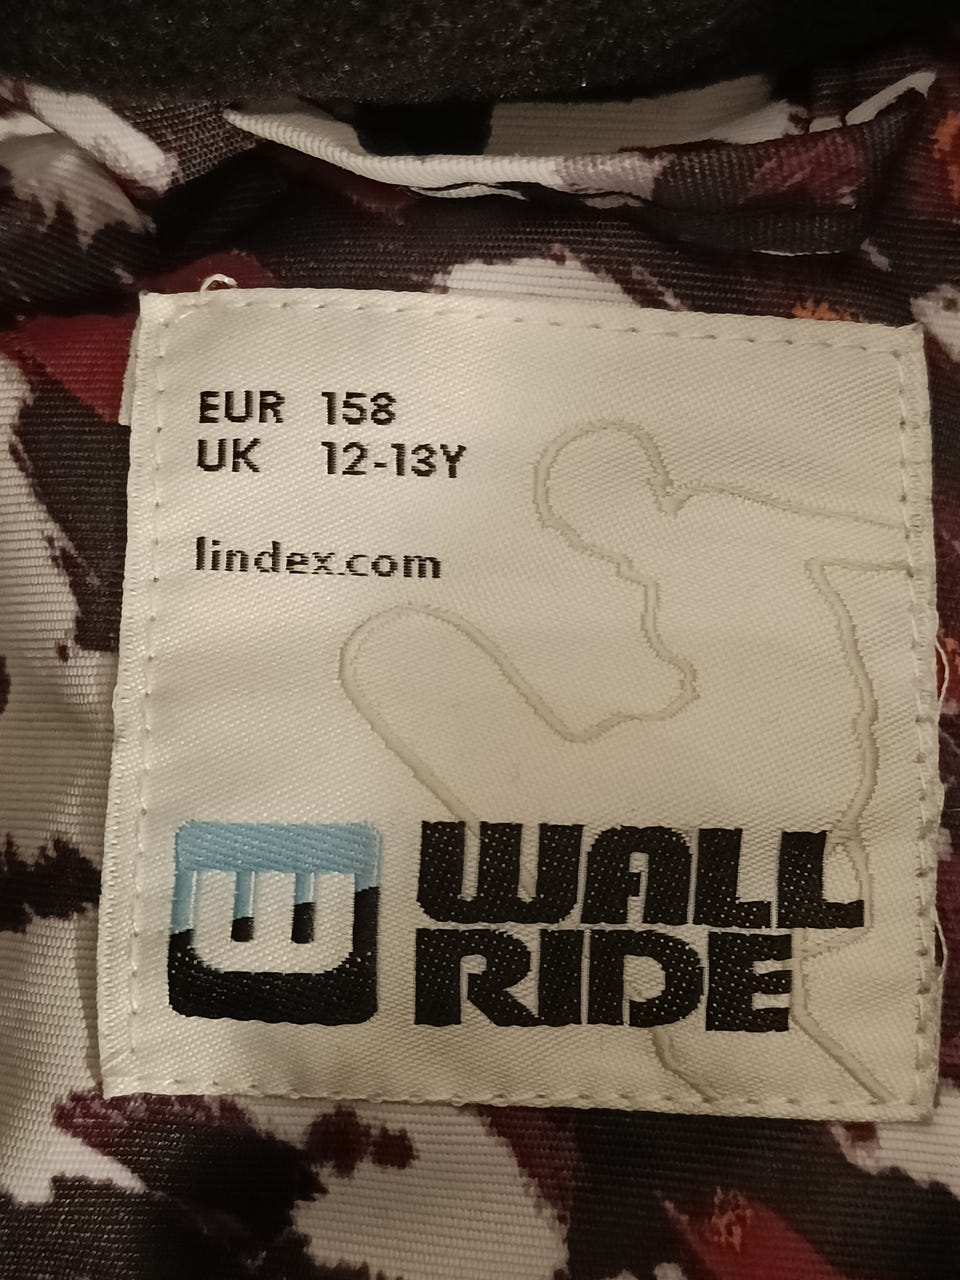 EUR 158
UK 12-13Y
lindex.com
W
WALL
RIDE